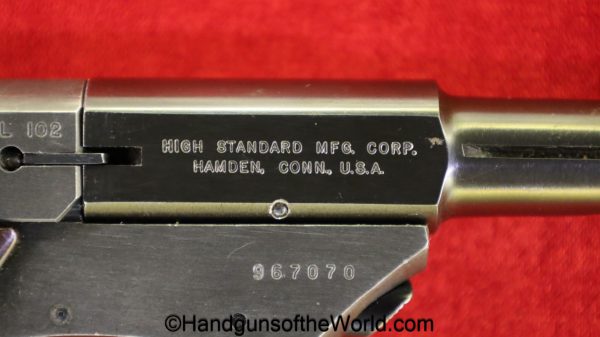 L 102
HIGH STANDARD MFG. CORP.
HAMDEN, CONN., U.S.A.
967070
©HandgunsoftheWorld.com